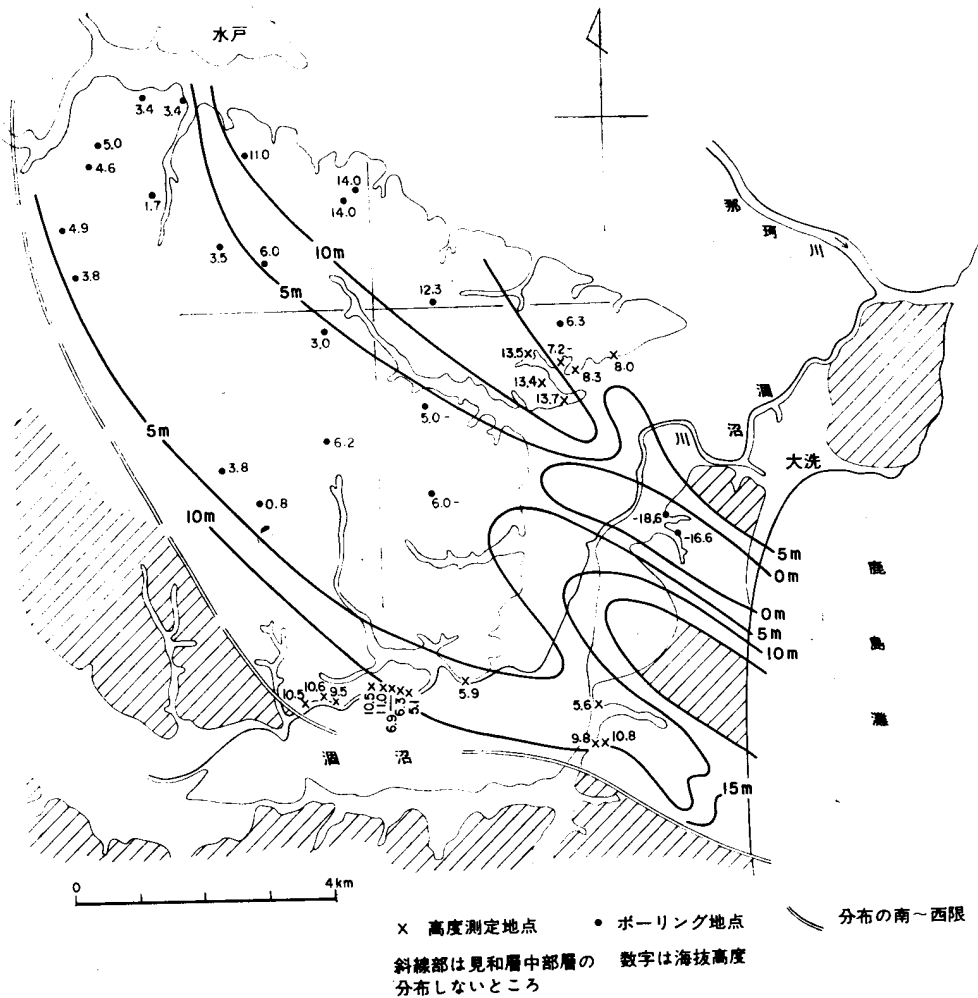 水戸
3.4
3.4
5.0
4.6
11.0
14.0
14.0
1.7
4.9
3.5
6.0
3.8
10m
5m
那珂川
12.3
6.3
3.0
13.5
7.2
8.3
8.0
13.4
13.7
5.0
涸沼川
大洗
5m
6.2
3.8
0.8
6.0
10m
-18.6
-16.6
5m
0m
0m
5m
10m
鹿島灘
10.5
10.6
9.5
10.5
11.0
6.9
6.3
5.1
5.9
5.6
9.8
10.8
15m
涸沼
0
4km
× 高度測定地点
● ボーリング地点
分布の南~西限
斜線部は見和層中部層の
分布しないところ
数字は海抜高度